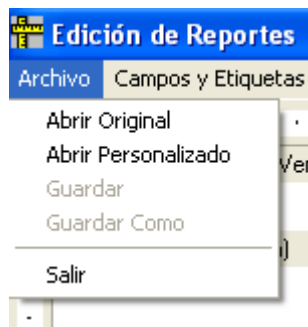 Edición de Reportes
Archivo Campos y Etiquetas
Abrir Original
Abrir Personalizado
Guardar
Guardar Como
Salir